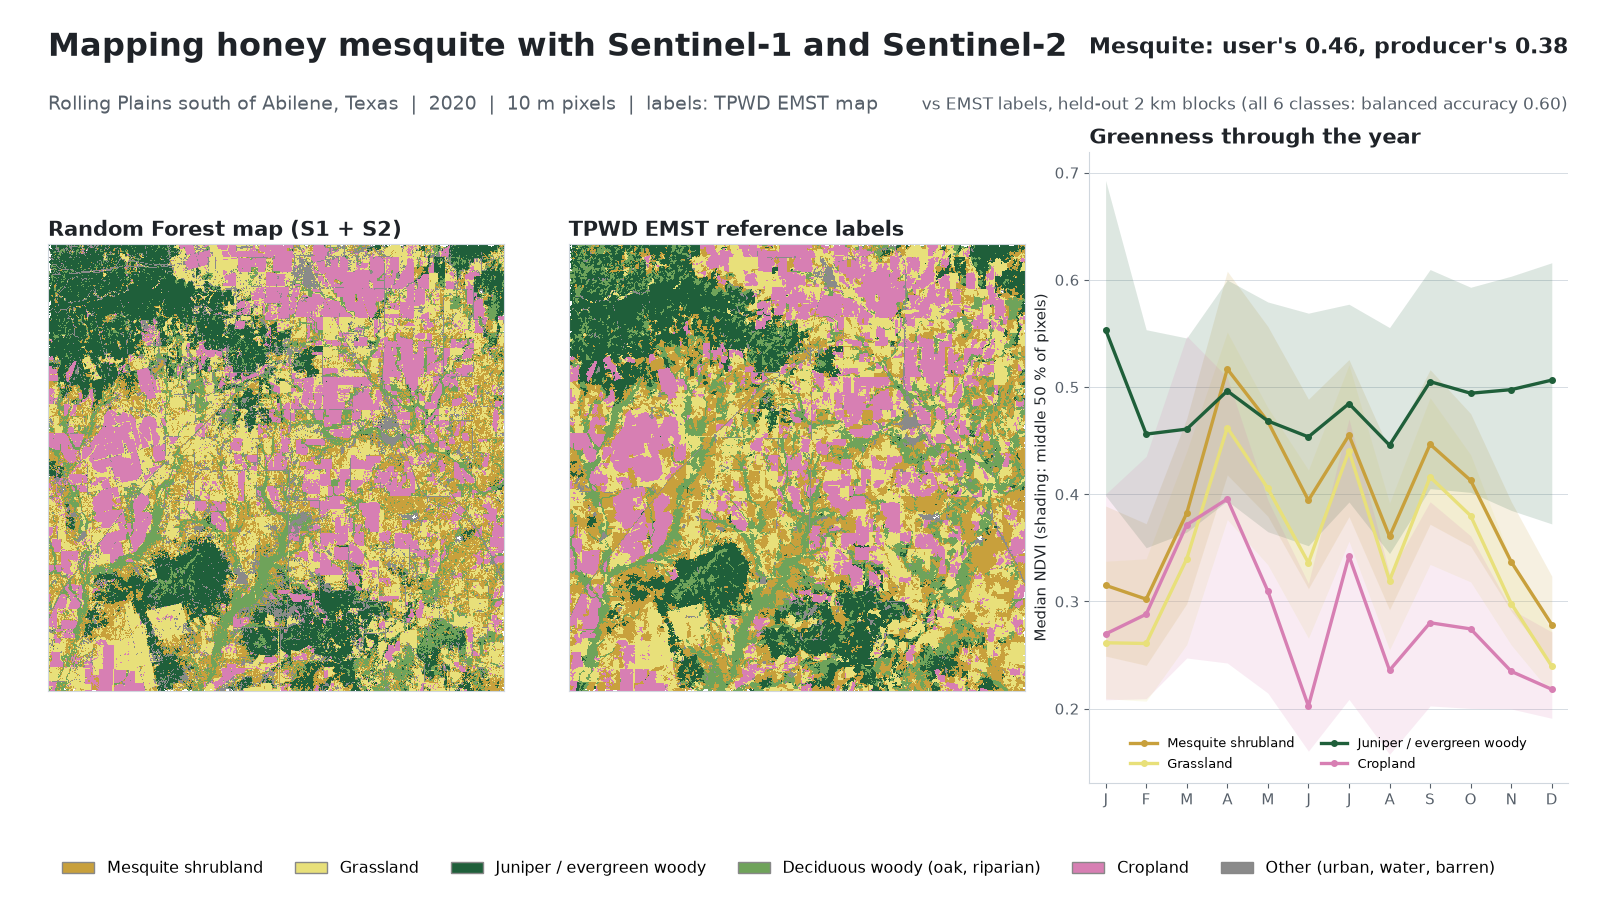 Mapping honey mesquite with Sentinel-1 and Sentinel-2
Mesquite: user's 0.46, producer's 0.38
Rolling Plains south of Abilene, Texas | 2020 | 10 m pixels | labels: TPWD EMST map
vs EMST labels, held-out 2 km blocks (all 6 classes: balanced accuracy 0.60)
Random Forest map (S1 + S2)
TPWD EMST reference labels
Greenness through the year
Median NDVI (shading: middle 50 % of pixels)
0.7
0.6
0.5
0.4
0.3
0.2
Mesquite shrubland
Grassland
Juniper / evergreen woody
Cropland
J F M A M J J A S O N D
Mesquite shrubland
Grassland
Juniper / evergreen woody
Deciduous woody (oak, riparian)
Cropland
Other (urban, water, barren)